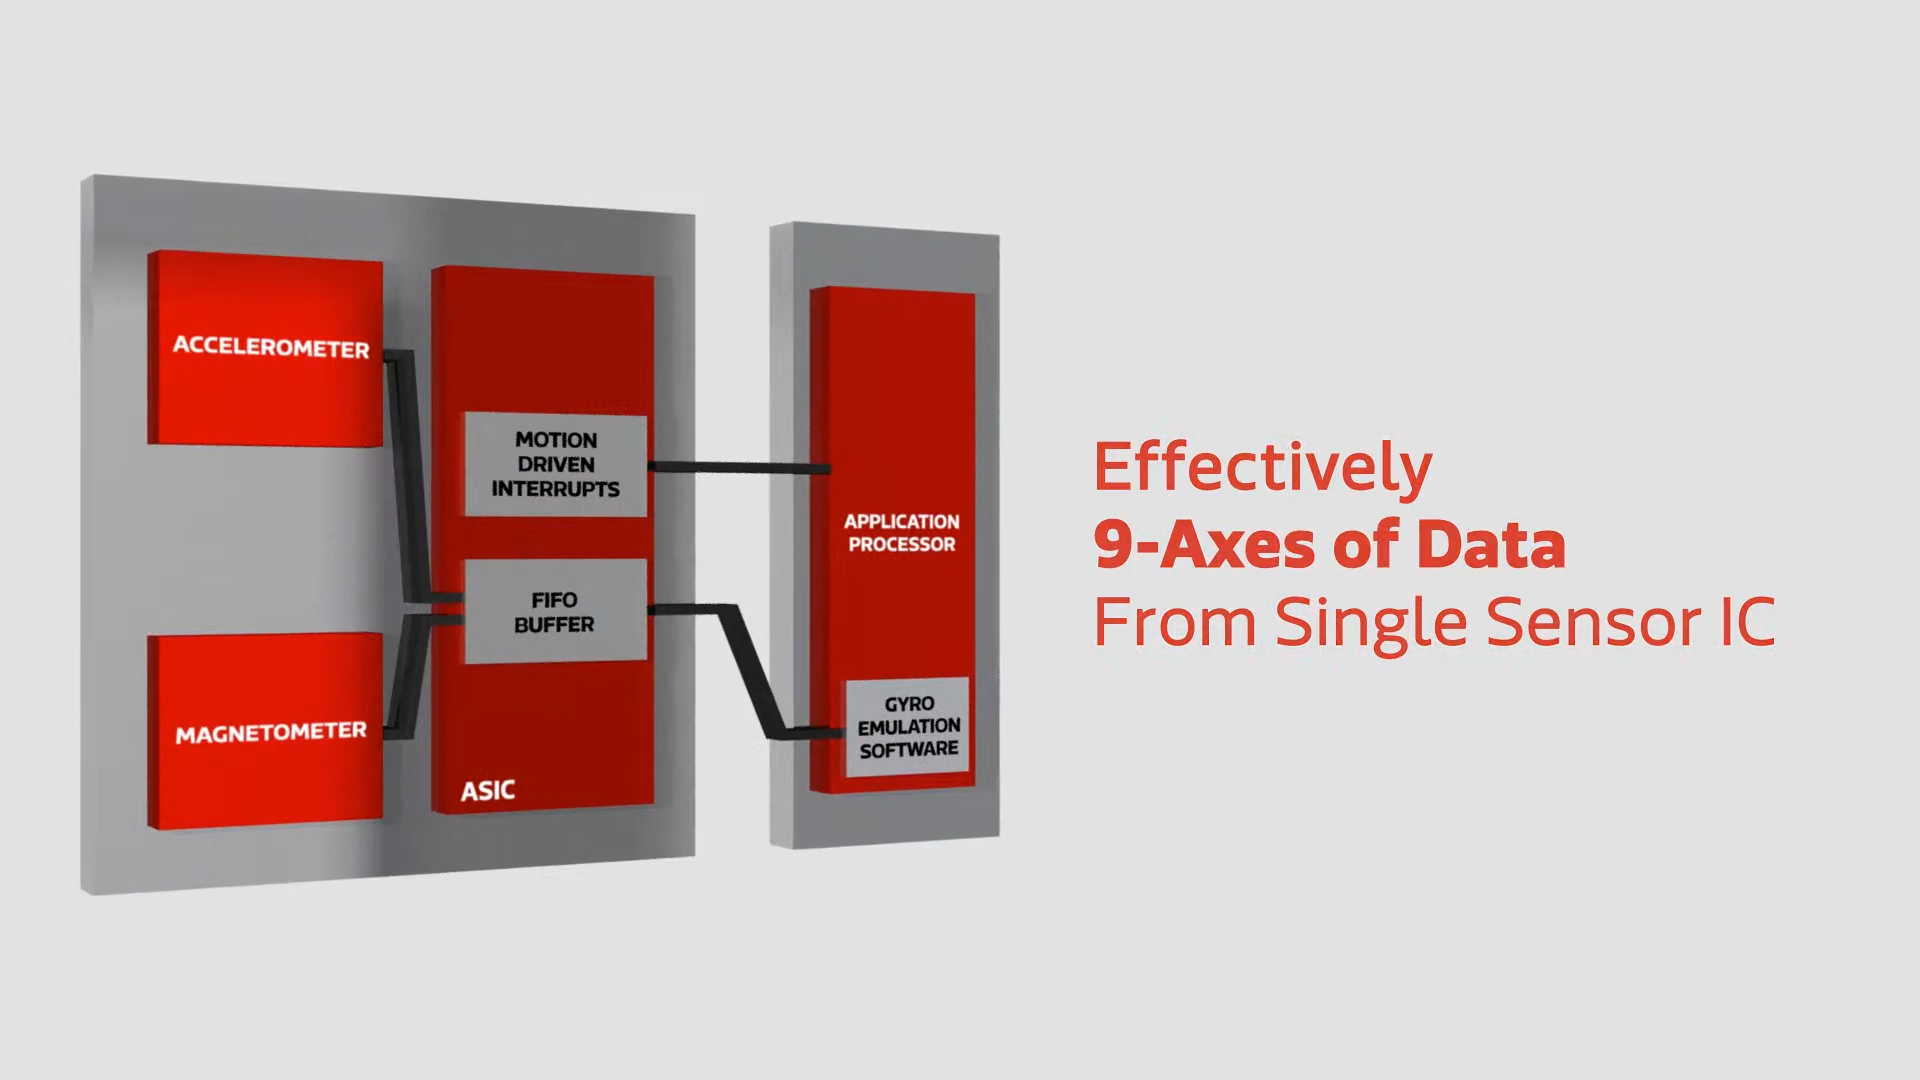 ACCELEROMETER
MAGNETOMETER
MOTION
DRIVEN
INTERRUPTS
FIFO
BUFFER
ASIC
APPLICATION
PROCESSOR
GYRO
EMULATION
SOFTWARE
Effectively
9-Axes of Data
From Single Sensor IC